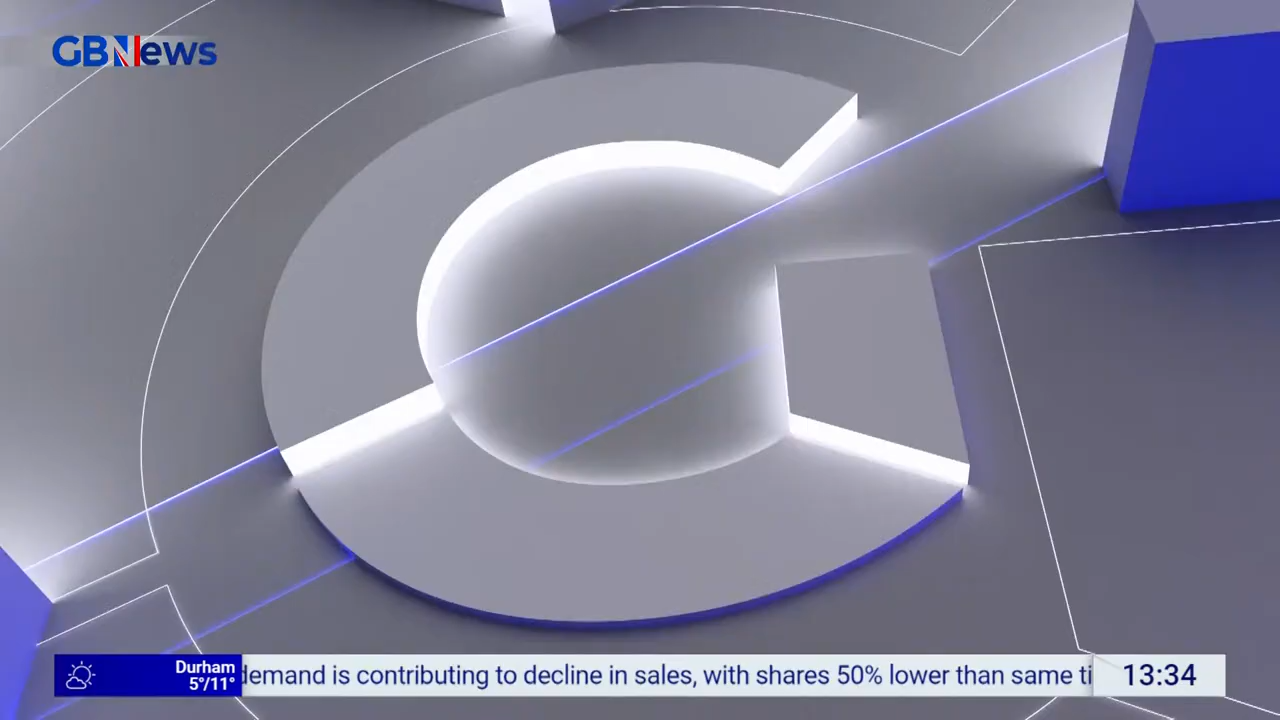 GBNews
Durham
5°/11°
demand is contributing to decline in sales, with shares 50% lower than same ti
13:34